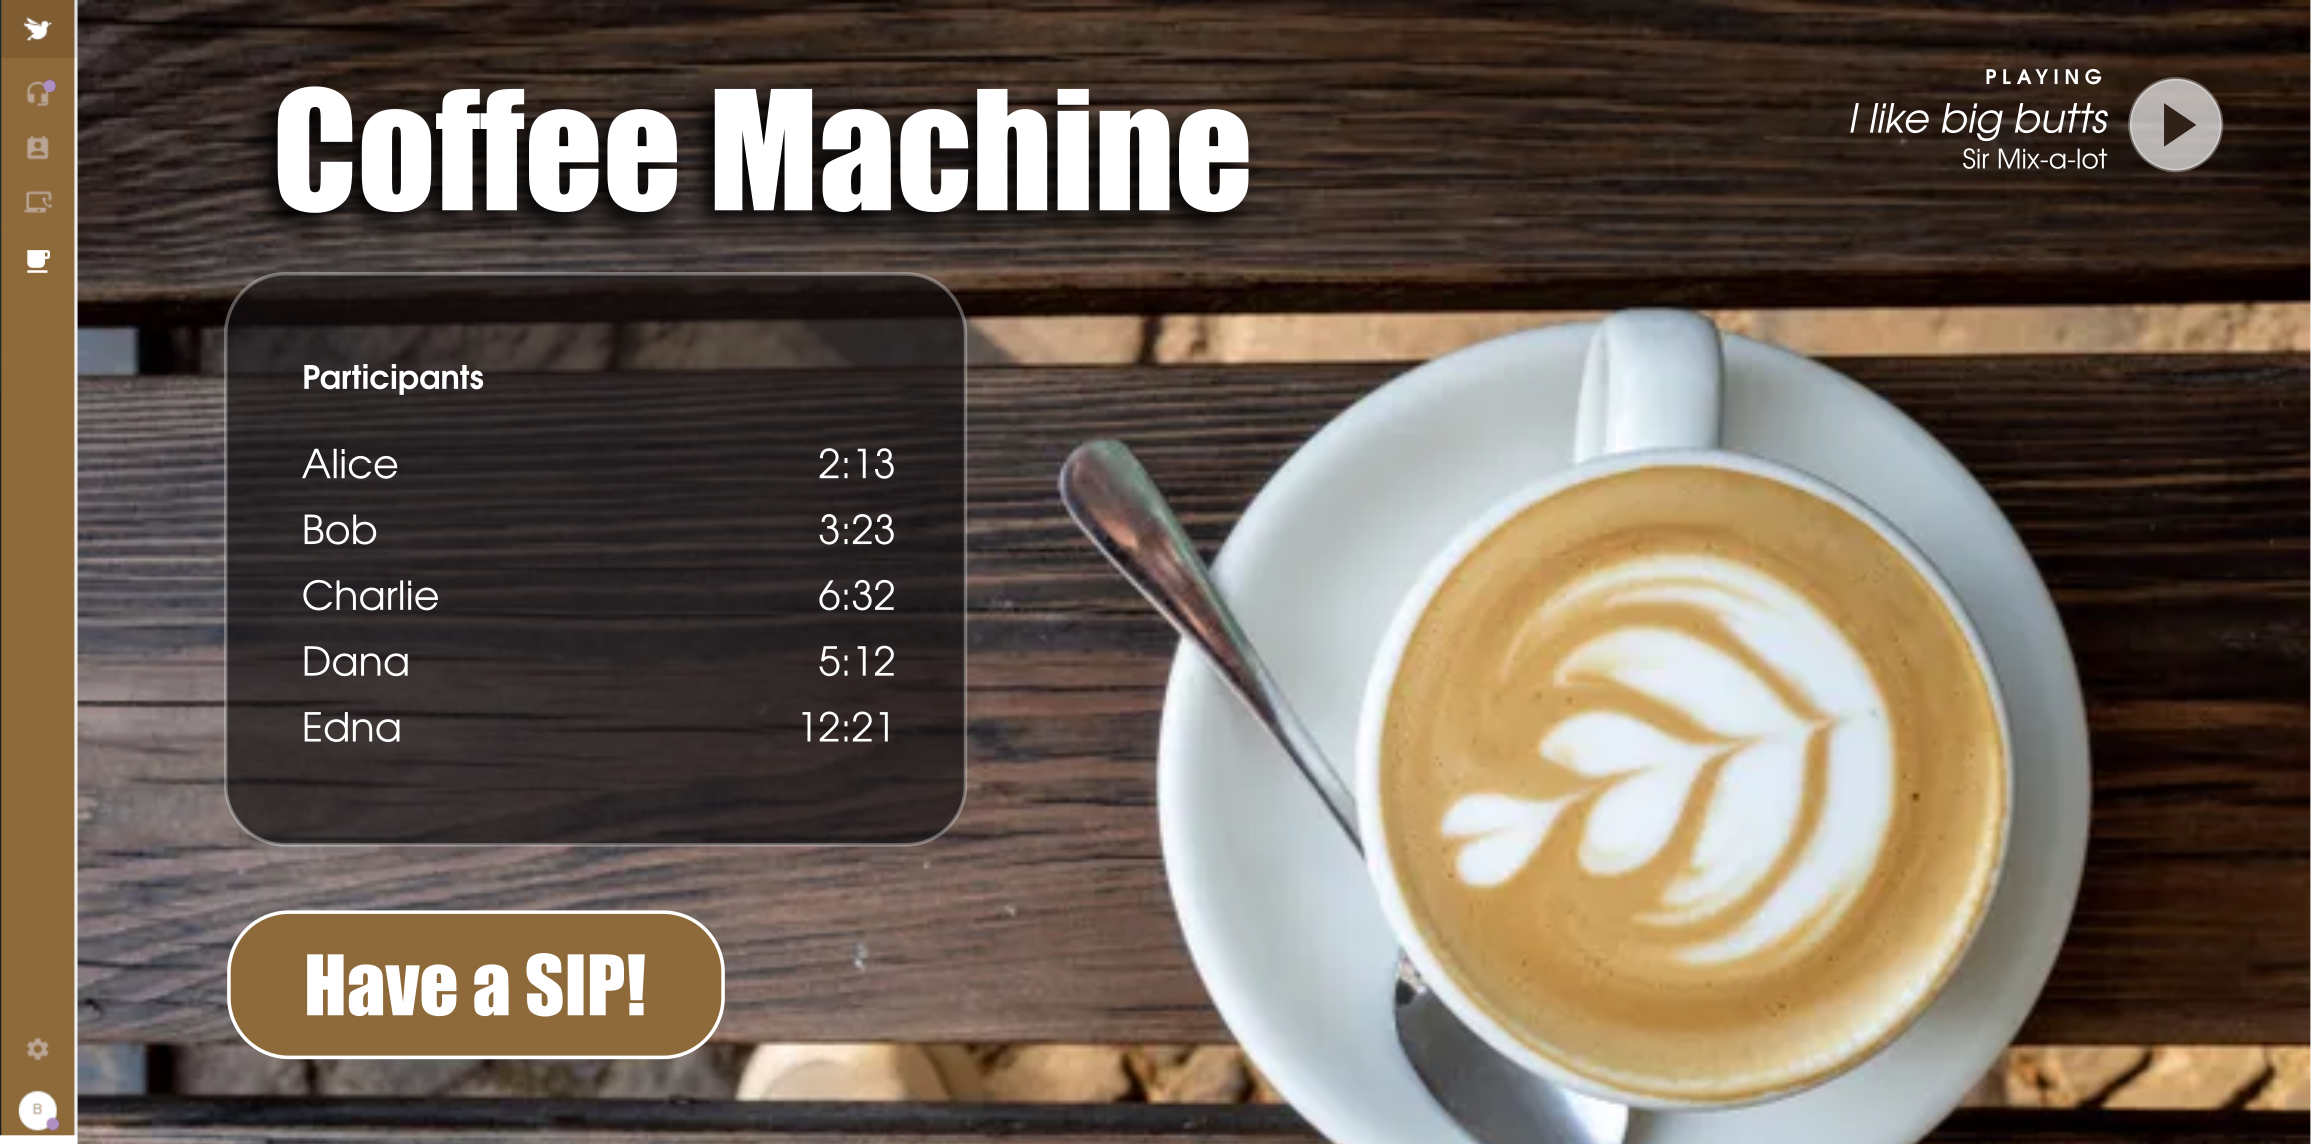 Coffee Machine
PLAYING
I like big butts
Sir Mix-a-lot
Participants
Alice 2:13
Bob 3:23
Charlie 6:32
Dana 5:12
Edna 12:21
Have a SIP!
B